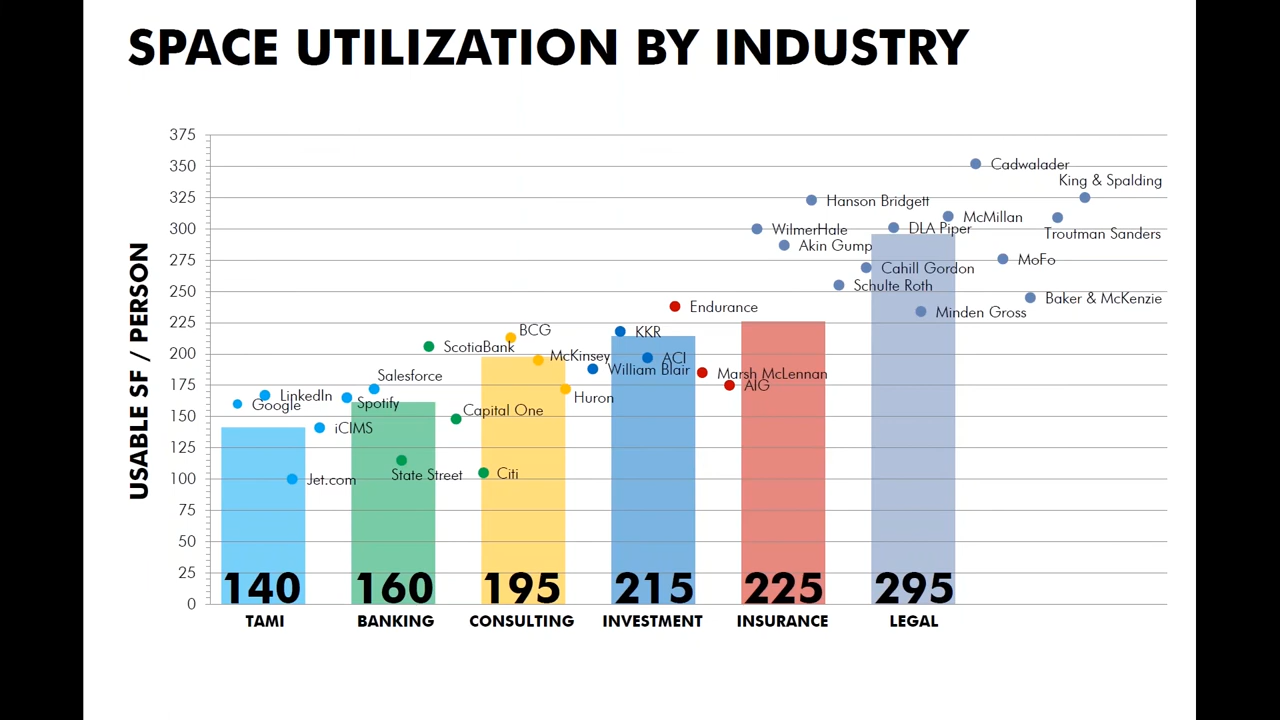 SPACE UTILIZATION BY INDUSTRY
USABLE SF / PERSON
375
350
325
300
275
250
225
200
175
150
125
100
75
50
25
0
Cadwalader
King & Spalding
Hanson Bridgett
McMillan
WilmerHale
DLA Piper
Troutman Sanders
Akin Gump
MoFo
Cahill Gordon
Schulte Roth
Baker & McKenzie
Minden Gross
Endurance
BCG
KKR
ScotiaBank
McKinsey
ACI
William Blair
Marsh McLennan
Salesforce
AIG
LinkedIn
Huron
Google
Spotify
Capital One
iCIMS
State Street
Citi
Jet.com
140 160 195 215 225 295
TAMI BANKING CONSULTING INVESTMENT INSURANCE LEGAL